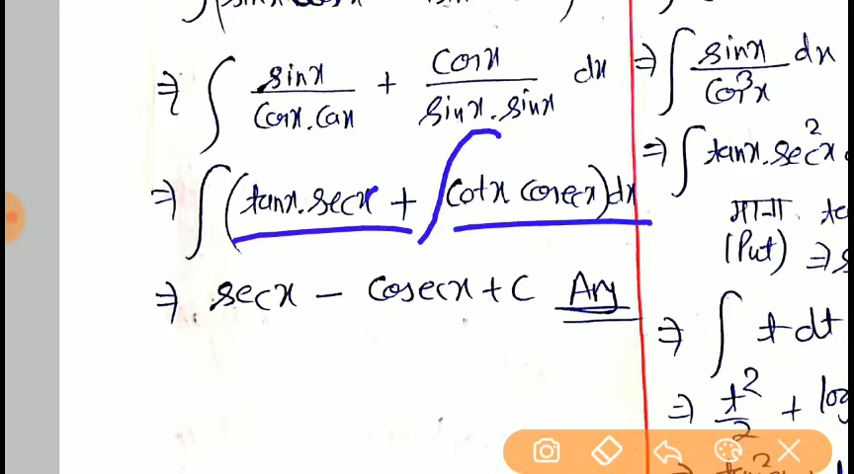 ⇒ ∫ sinx/(cosx.cosx) + cosx/(sinx.sinx) dx
⇒ ∫(tanx.secx + ∫cotx cosecx)dx
⇒ secx - cosecx + C Ans
⇒ ∫ sinx/cos³x dx
⇒ ∫ tanx.sec²x
माना
(Put) ⇒
⇒ ∫ t dt
⇒ t²/2 + log